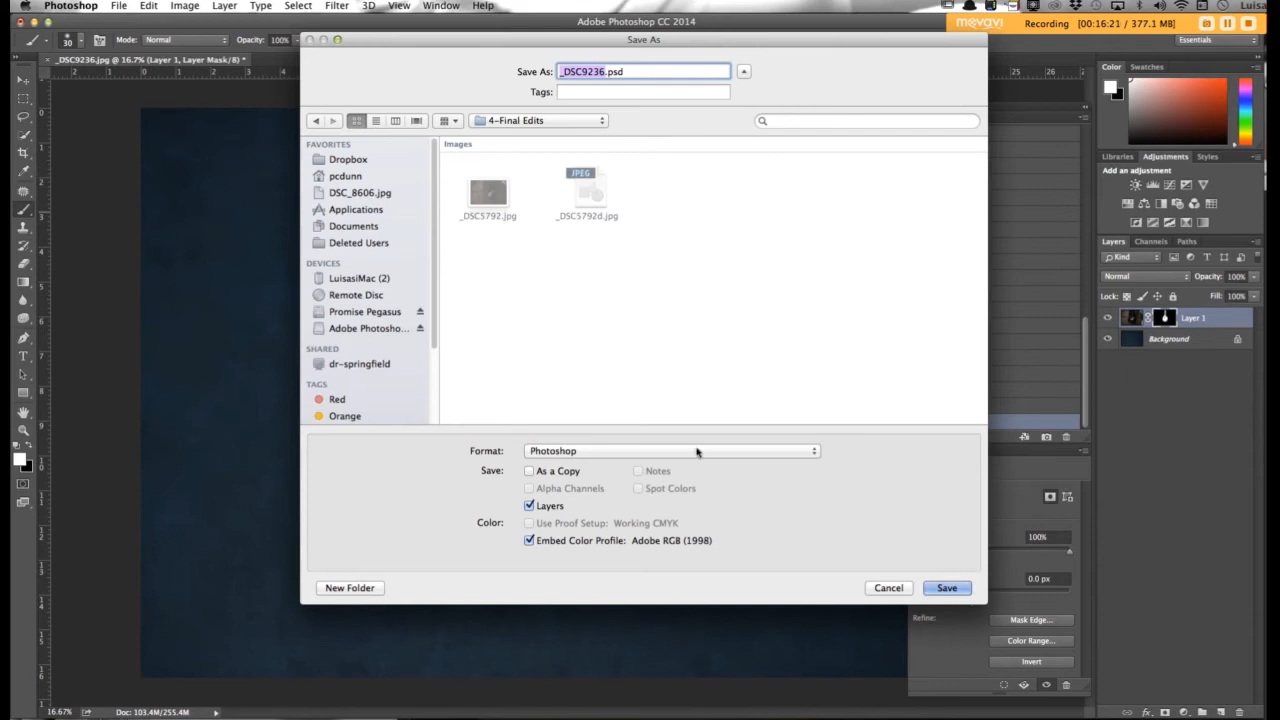 Photoshop File Edit Image Layer Type Select Filter 3D View Window Help Luisa
Adobe Photoshop CC 2014
movavi Recording [00:16:21 / 377.1 MB]
30 Mode: Normal Opacity: 100% Essentials
Save As
_DSC9236.jpg @ 16.7% (Layer 1, Layer Mask/8) *
Save As: _DSC9236.psd
Tags:
4-Final Edits
FAVORITES
Dropbox
pcdunn
DSC_8606.jpg
Applications
Documents
Deleted Users
DEVICES
LuisasiMac (2)
Remote Disc
Promise Pegasus
Adobe Photosho...
SHARED
dr-springfield
TAGS
Red
Orange
Images
JPEG
_DSC5792.jpg _DSC5792d.jpg
Format: Photoshop
Save: As a Copy Notes
Alpha Channels Spot Colors
Layers
Color: Use Proof Setup: Working CMYK
Embed Color Profile: Adobe RGB (1998)
New Folder Cancel Save
Color Swatches
Libraries Adjustments Styles
Add an adjustment
Layers Channels Paths
Kind
Normal Opacity: 100%
Lock: Fill: 100%
Layer 1
Background
100%
0.0 px
Refine: Mask Edge...
Color Range...
Invert
16.67% Doc: 103.4M/255.4M